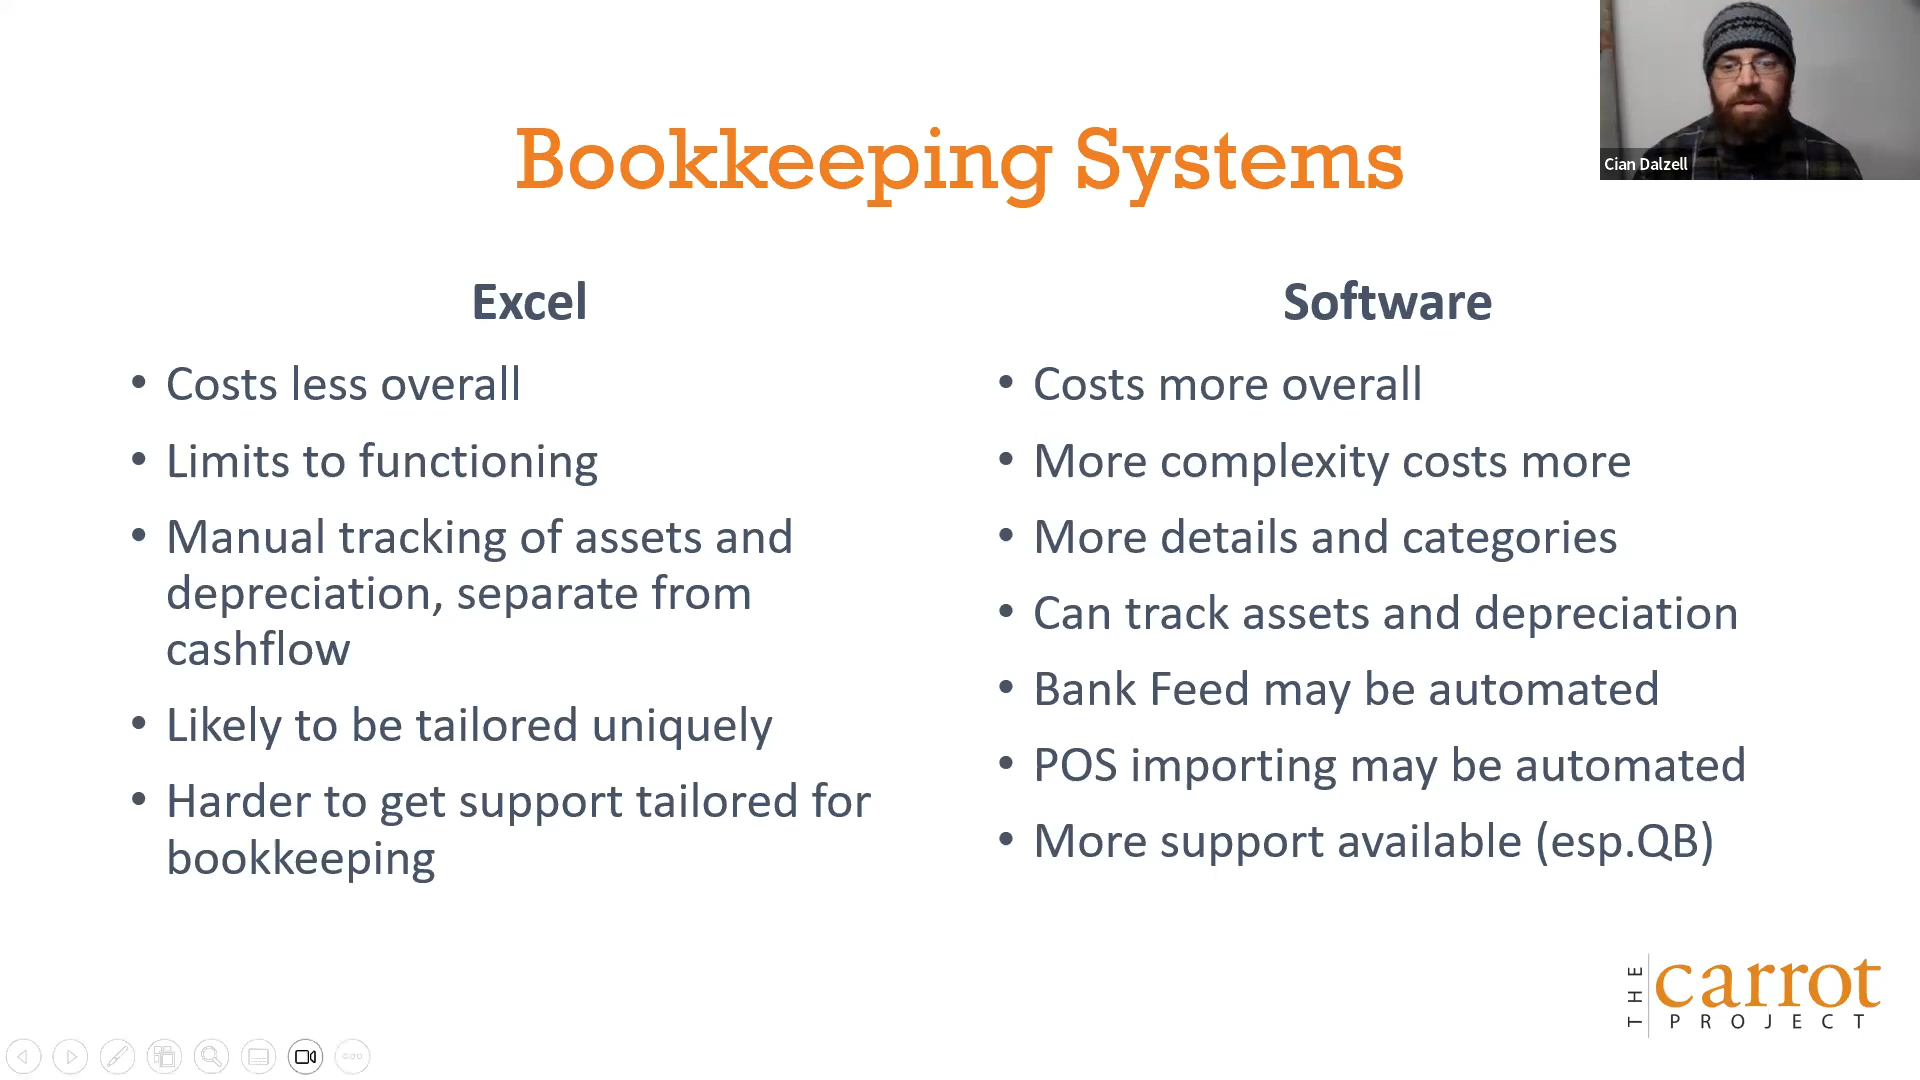 Bookkeeping Systems
Cian Dalzell
Excel
• Costs less overall
• Limits to functioning
• Manual tracking of assets and
depreciation, separate from
cashflow
• Likely to be tailored uniquely
• Harder to get support tailored for
bookkeeping
Software
• Costs more overall
• More complexity costs more
• More details and categories
• Can track assets and depreciation
• Bank Feed may be automated
• POS importing may be automated
• More support available (esp.QB)
THE
carrot
PROJECT